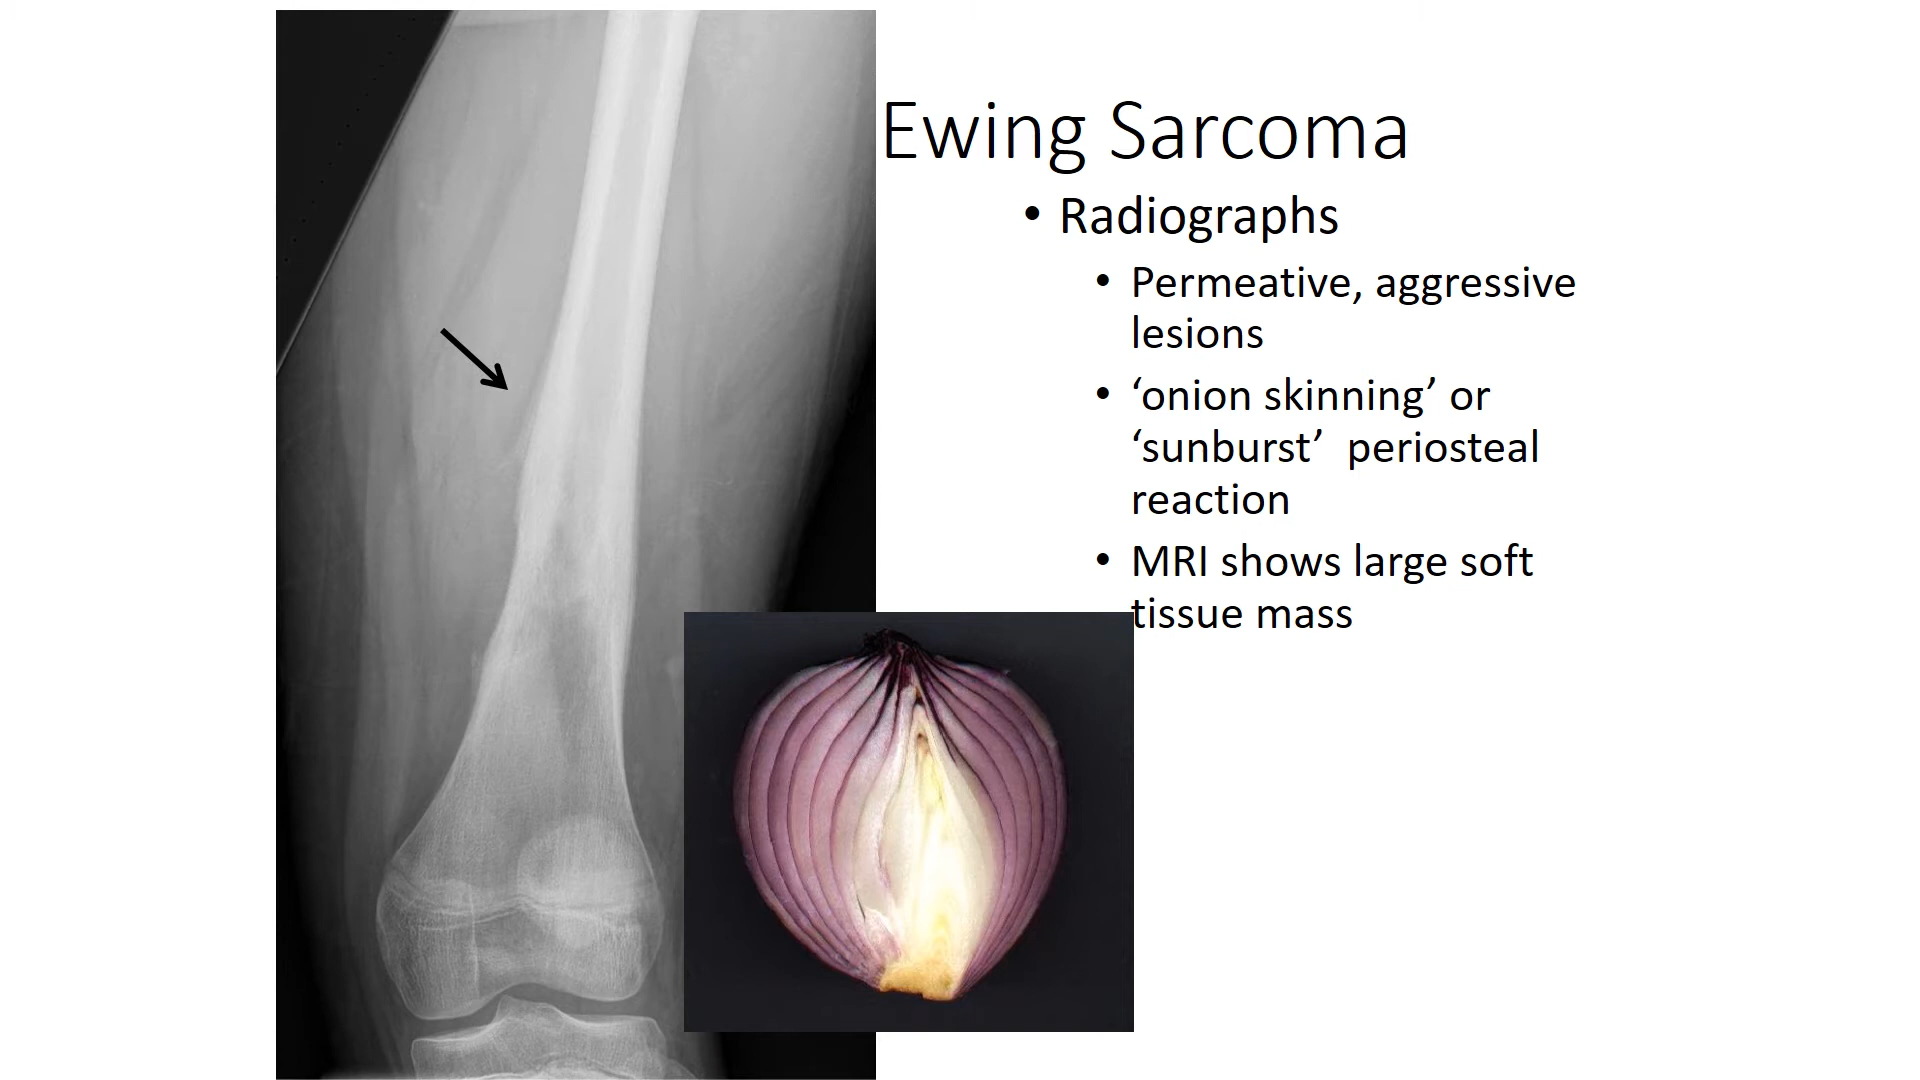 Ewing Sarcoma
• Radiographs
• Permeative, aggressive
lesions
• ‘onion skinning’ or
‘sunburst’  periosteal
reaction
• MRI shows large soft
tissue mass